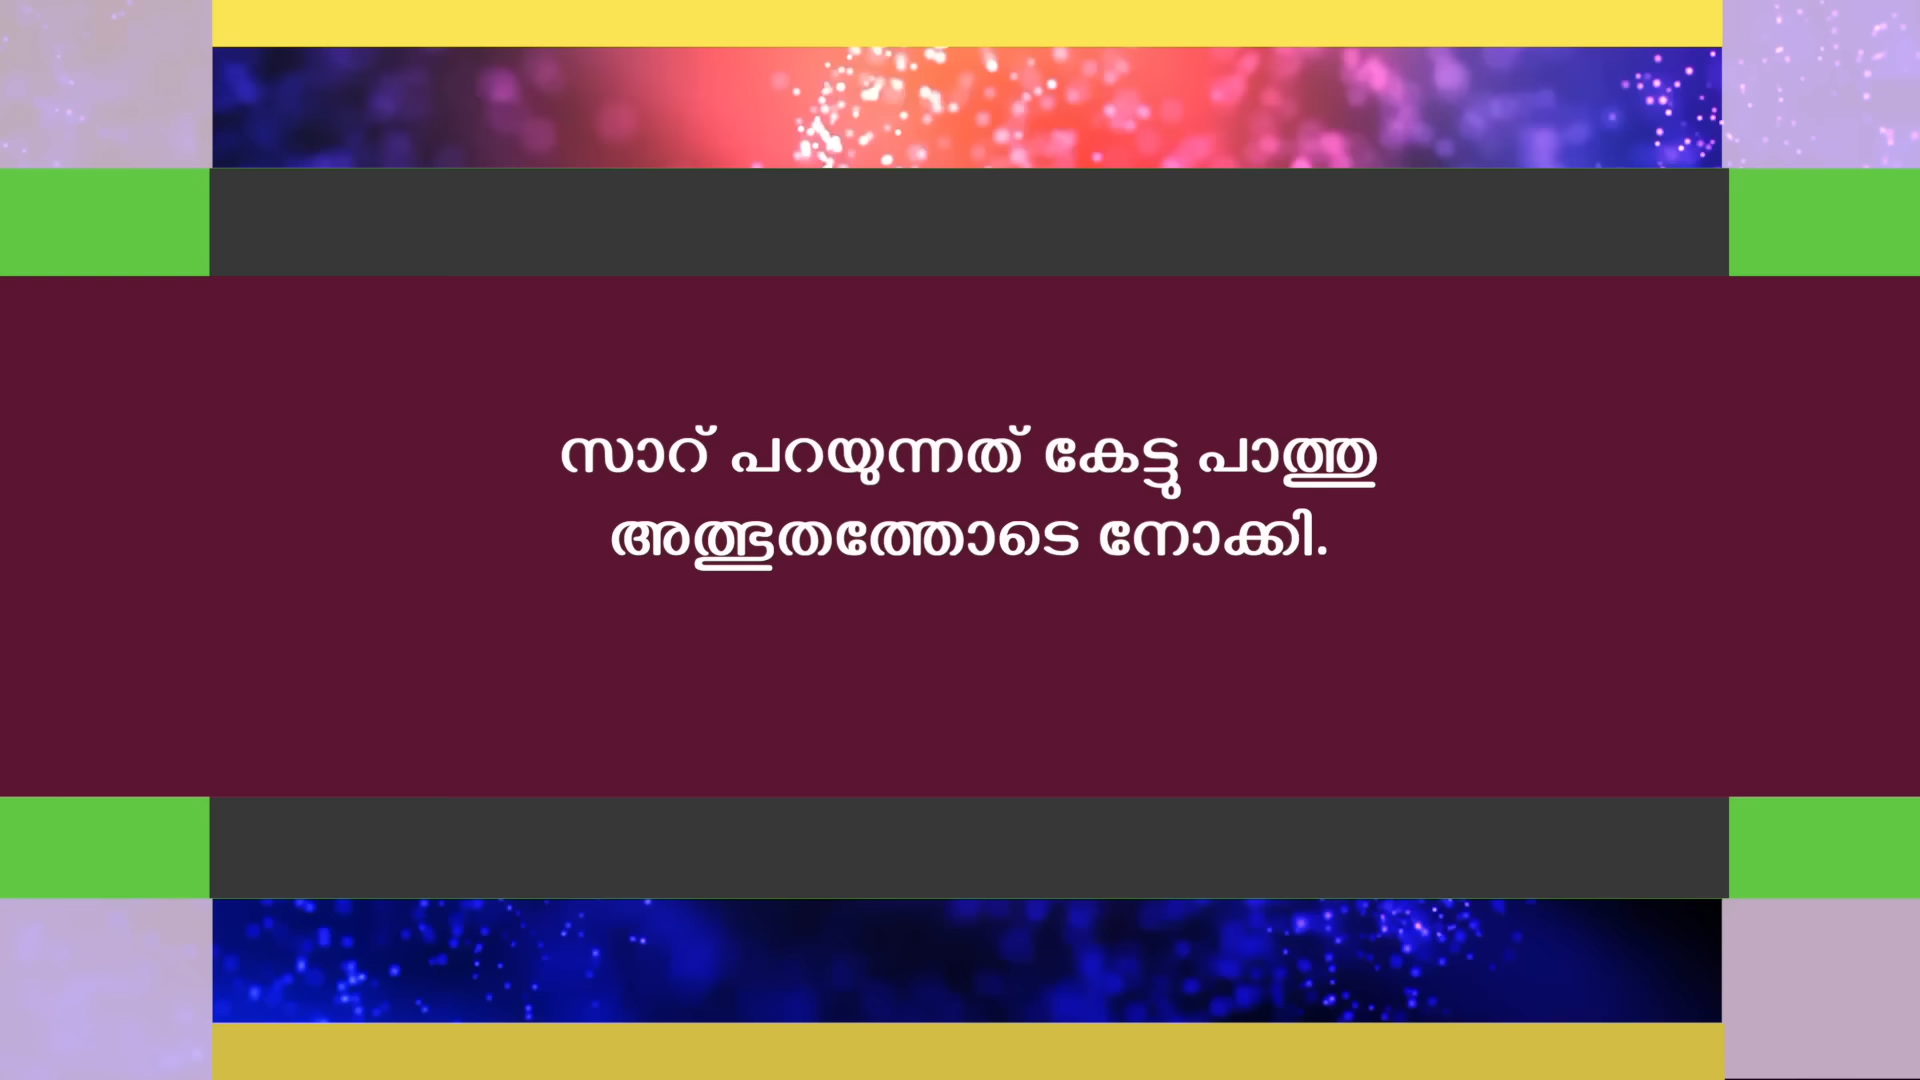 സാറ് പറയുന്നത് കേട്ടു പാത്തു
അത്ഭുതത്തോടെ നോക്കി.